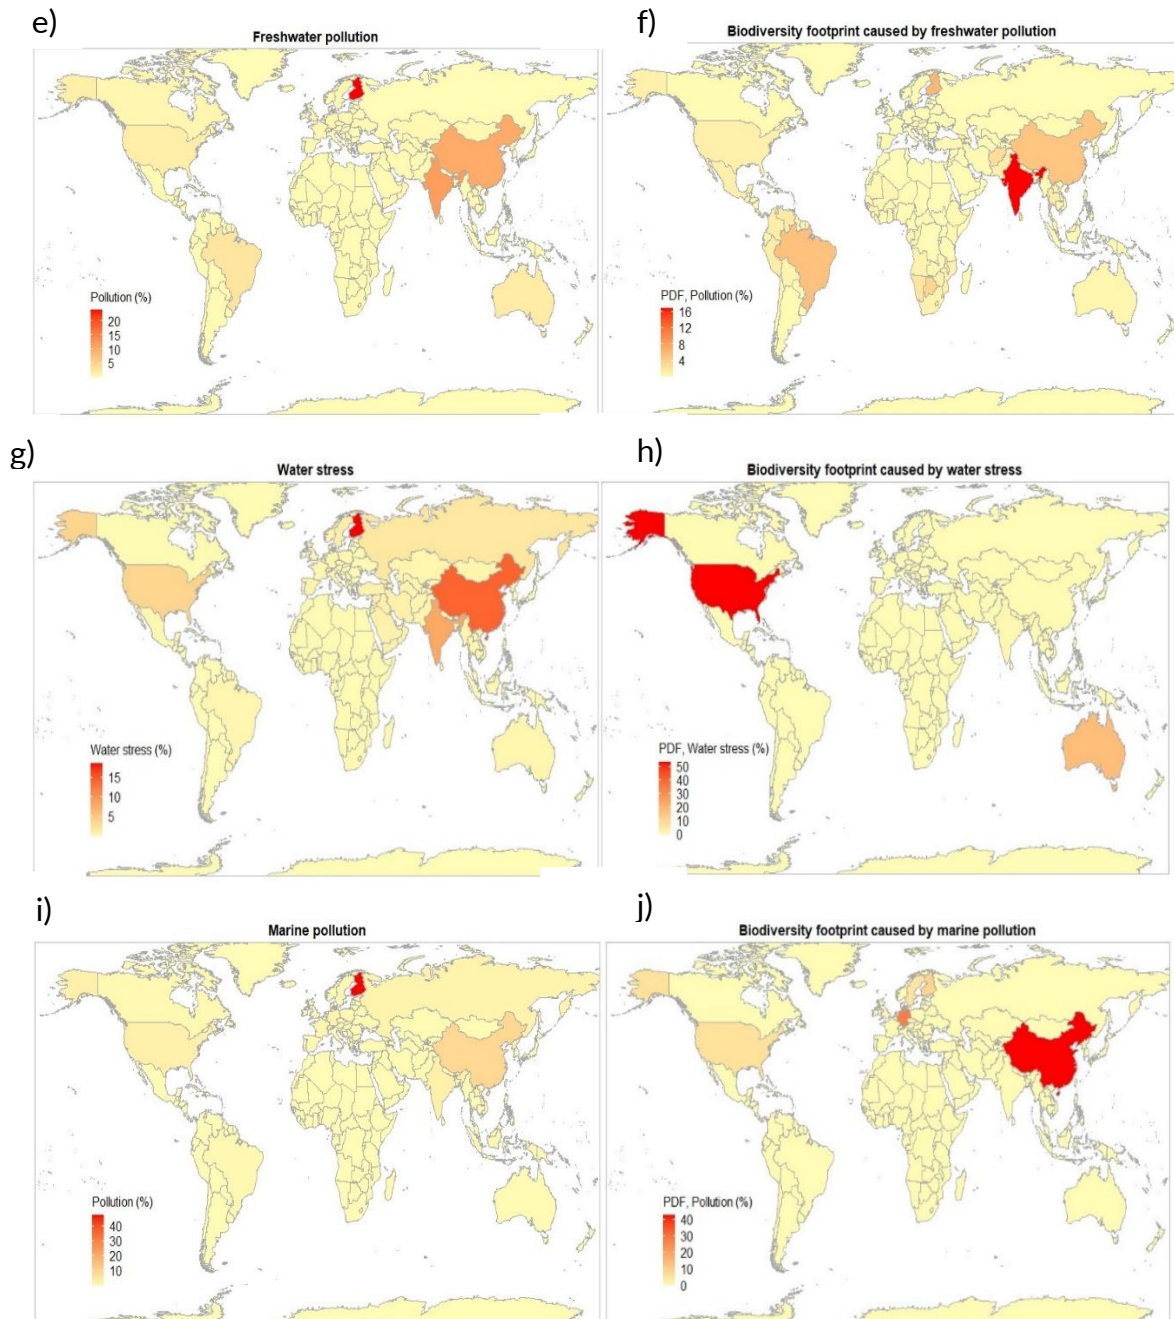 e)
Freshwater pollution
Pollution (%)
20
15
10
5
f)
Biodiversity footprint caused by freshwater pollution
PDF, Pollution (%)
16
12
8
4
g)
Water stress
Water stress (%)
15
10
5
h)
Biodiversity footprint caused by water stress
PDF, Water stress (%)
50
40
30
20
10
0
i)
Marine pollution
Pollution (%)
40
30
20
10
j)
Biodiversity footprint caused by marine pollution
PDF, Pollution (%)
40
30
20
10
0